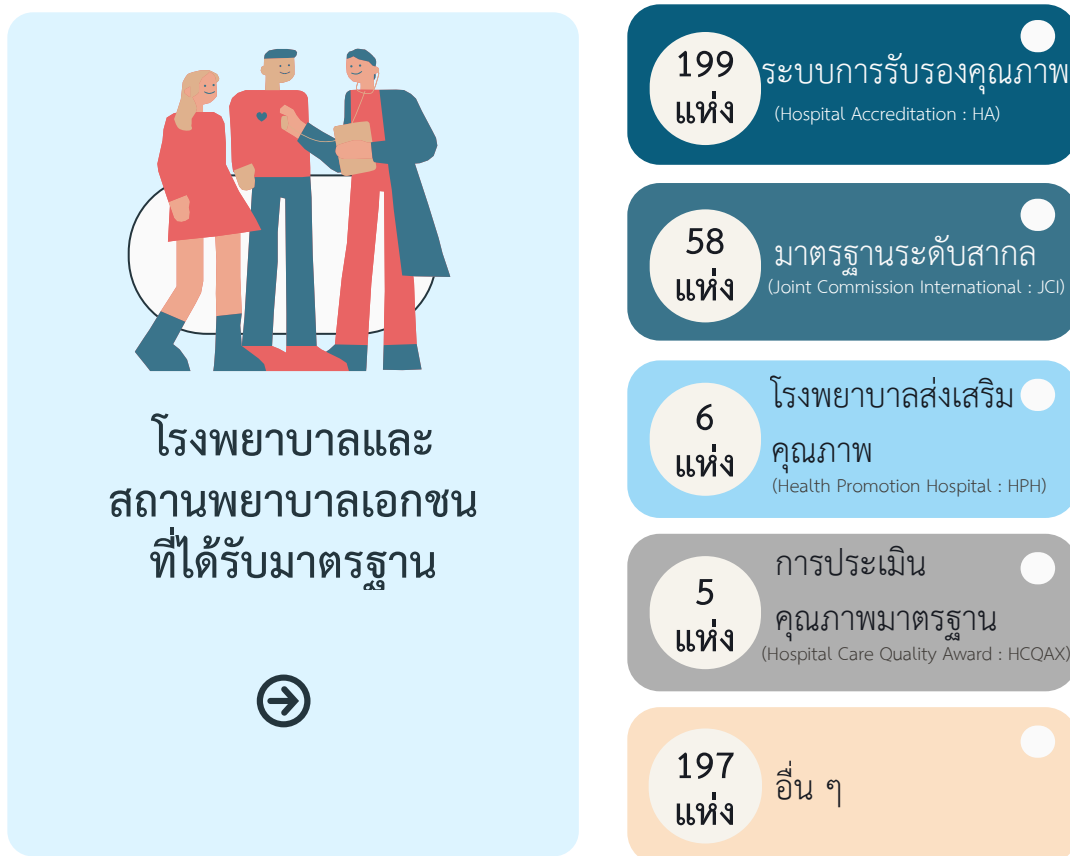 โรงพยาบาลและ
สถานพยาบาลเอกชน
ที่ได้รับมาตรฐาน
199
แห่ง
ระบบการรับรองคุณภาพ
(Hospital Accreditation : HA)
58
แห่ง
มาตรฐานระดับสากล
(Joint Commission International : JCI)
6
แห่ง
โรงพยาบาลส่งเสริม
คุณภาพ
(Health Promotion Hospital : HPH)
5
แห่ง
การประเมิน
คุณภาพมาตรฐาน
(Hospital Care Quality Award : HCQAX)
197
แห่ง
อื่น ๆ